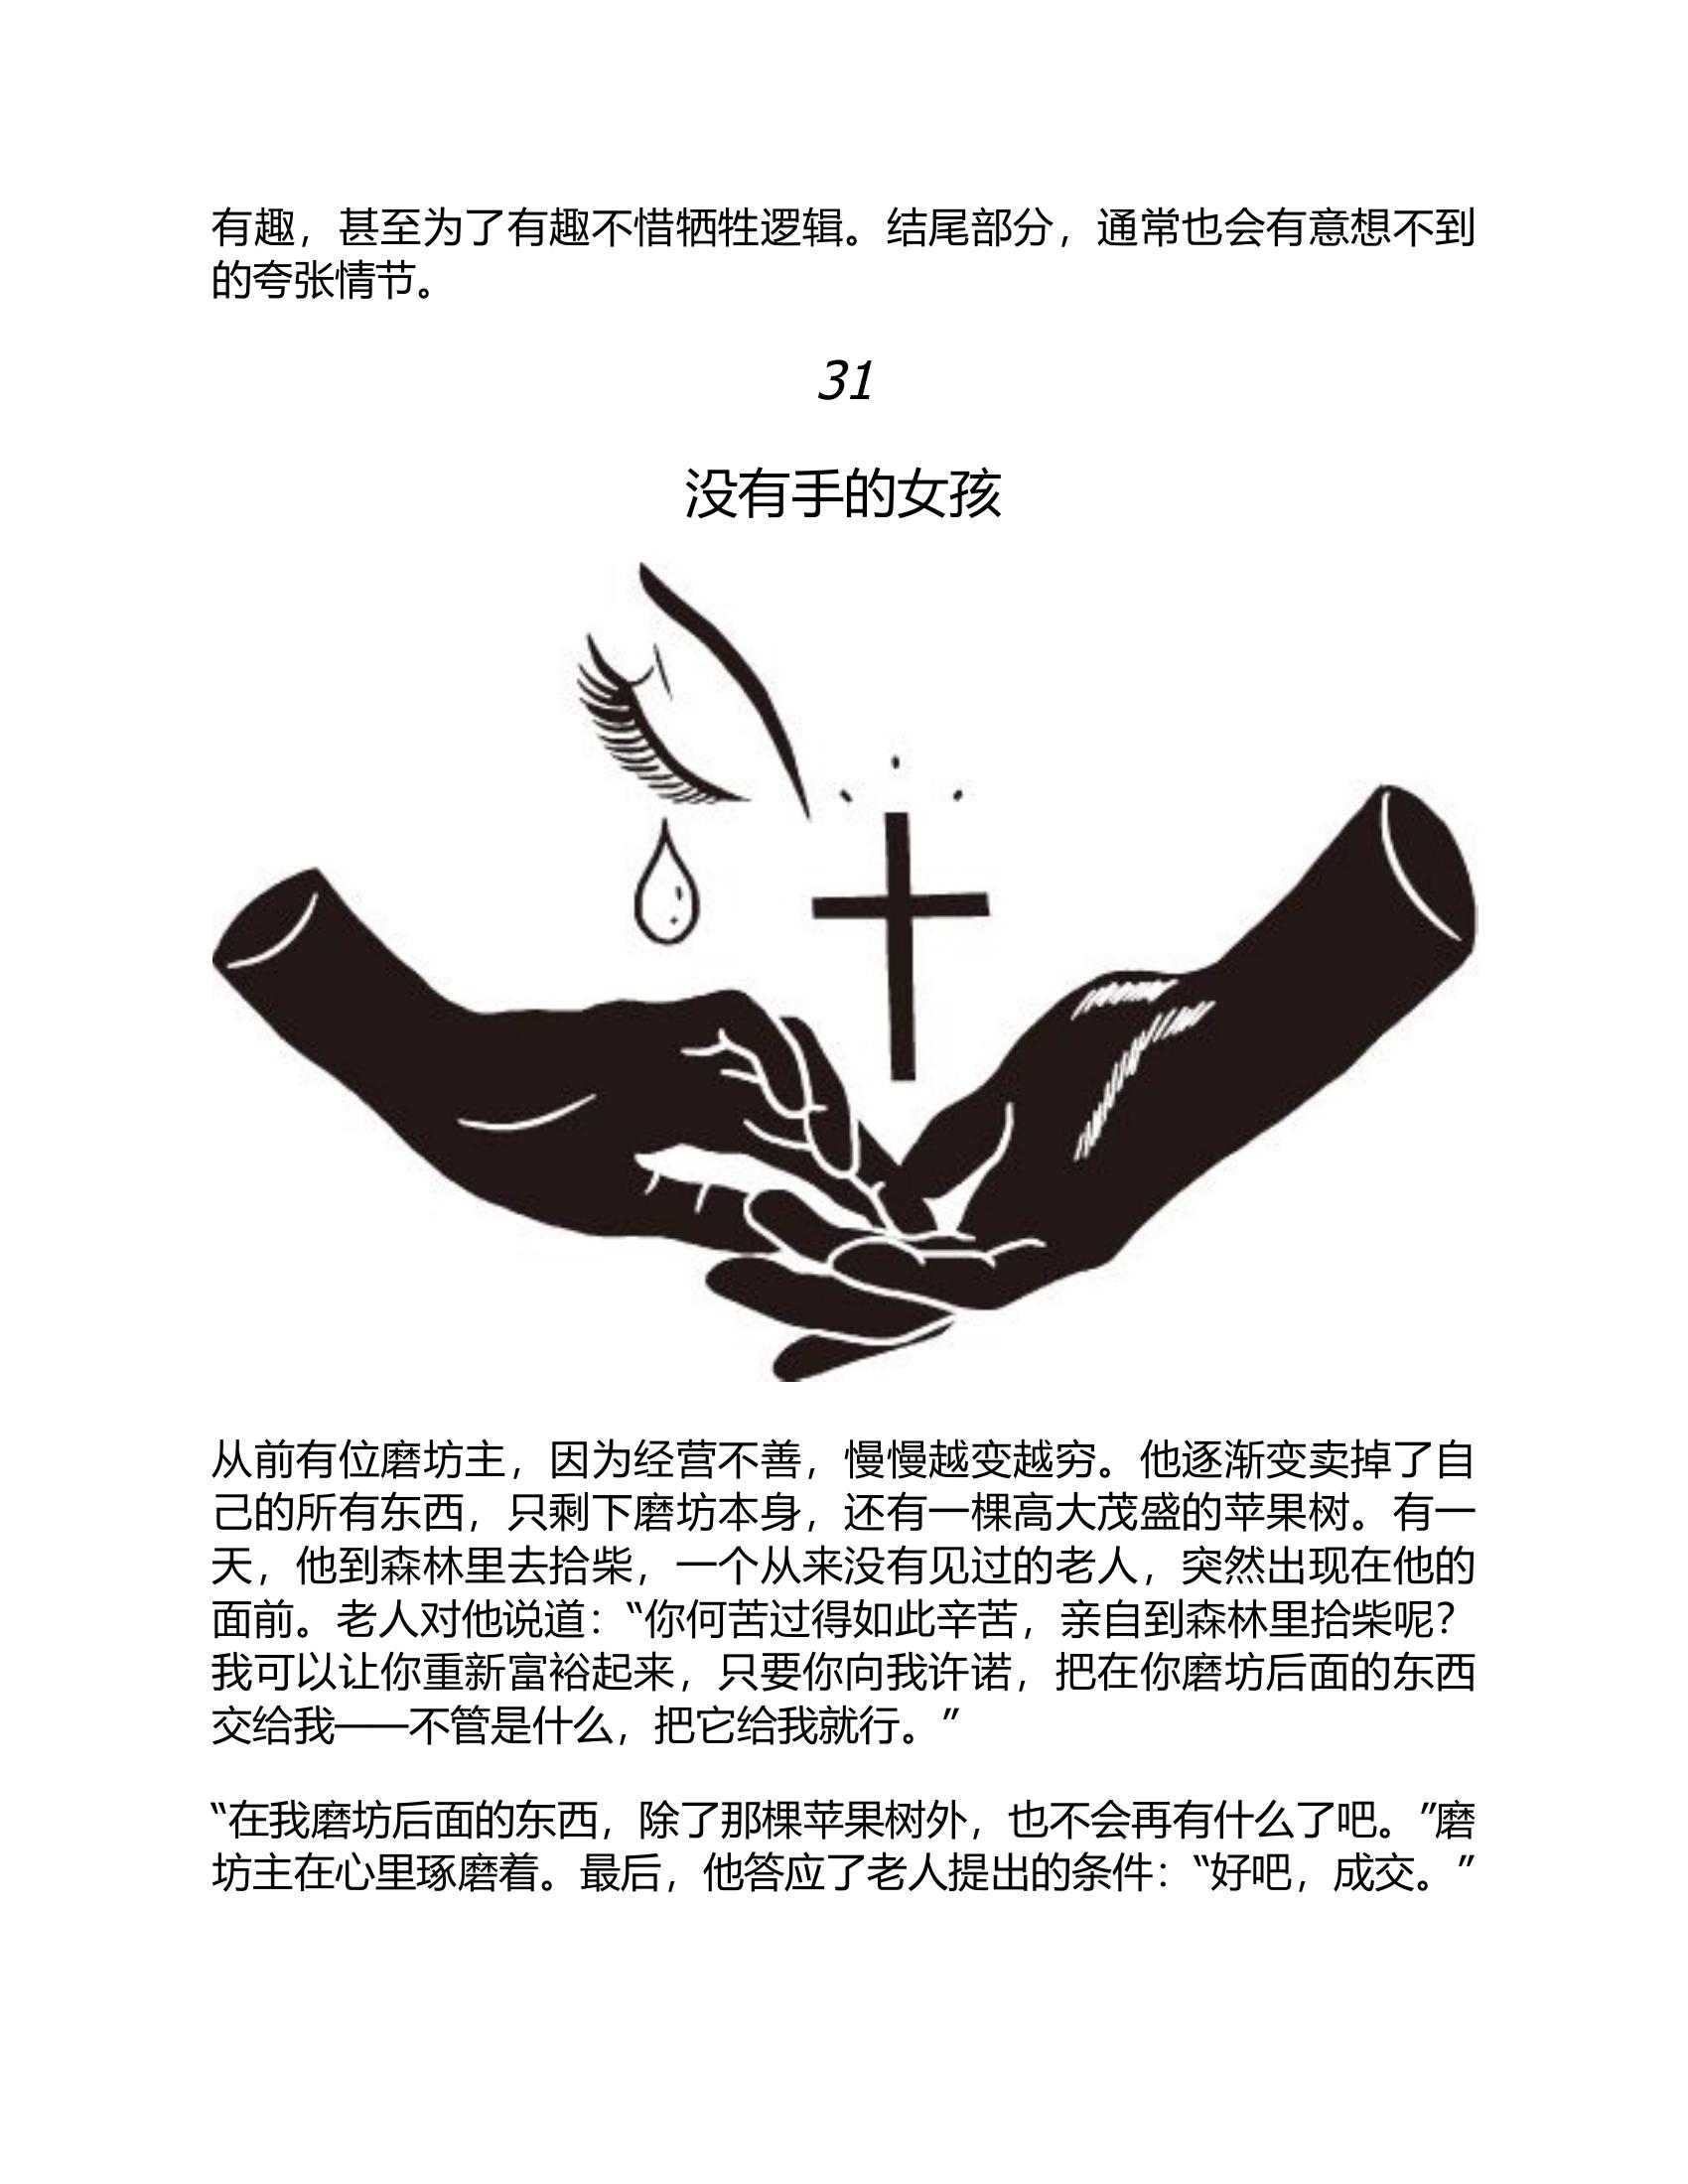 有趣，甚至为了有趣不惜牺牲逻辑。结尾部分，通常也会有意想不到
的夸张情节。
31
没有手的女孩
从前有位磨坊主，因为经营不善，慢慢越变越穷。他逐渐变卖掉了自
己的所有东西，只剩下磨坊本身，还有一棵高大茂盛的苹果树。有一
天，他到森林里去拾柴，一个从来没有见过的老人，突然出现在他的
面前。老人对他说道：“你何苦过得如此辛苦，亲自到森林里拾柴呢？
我可以让你重新富裕起来，只要你向我许诺，把在你磨坊后面的东西
交给我——不管是什么，把它给我就行。”
“在我磨坊后面的东西，除了那棵苹果树外，也不会再有什么了吧。”磨
坊主在心里琢磨着。最后，他答应了老人提出的条件：“好吧，成交。”